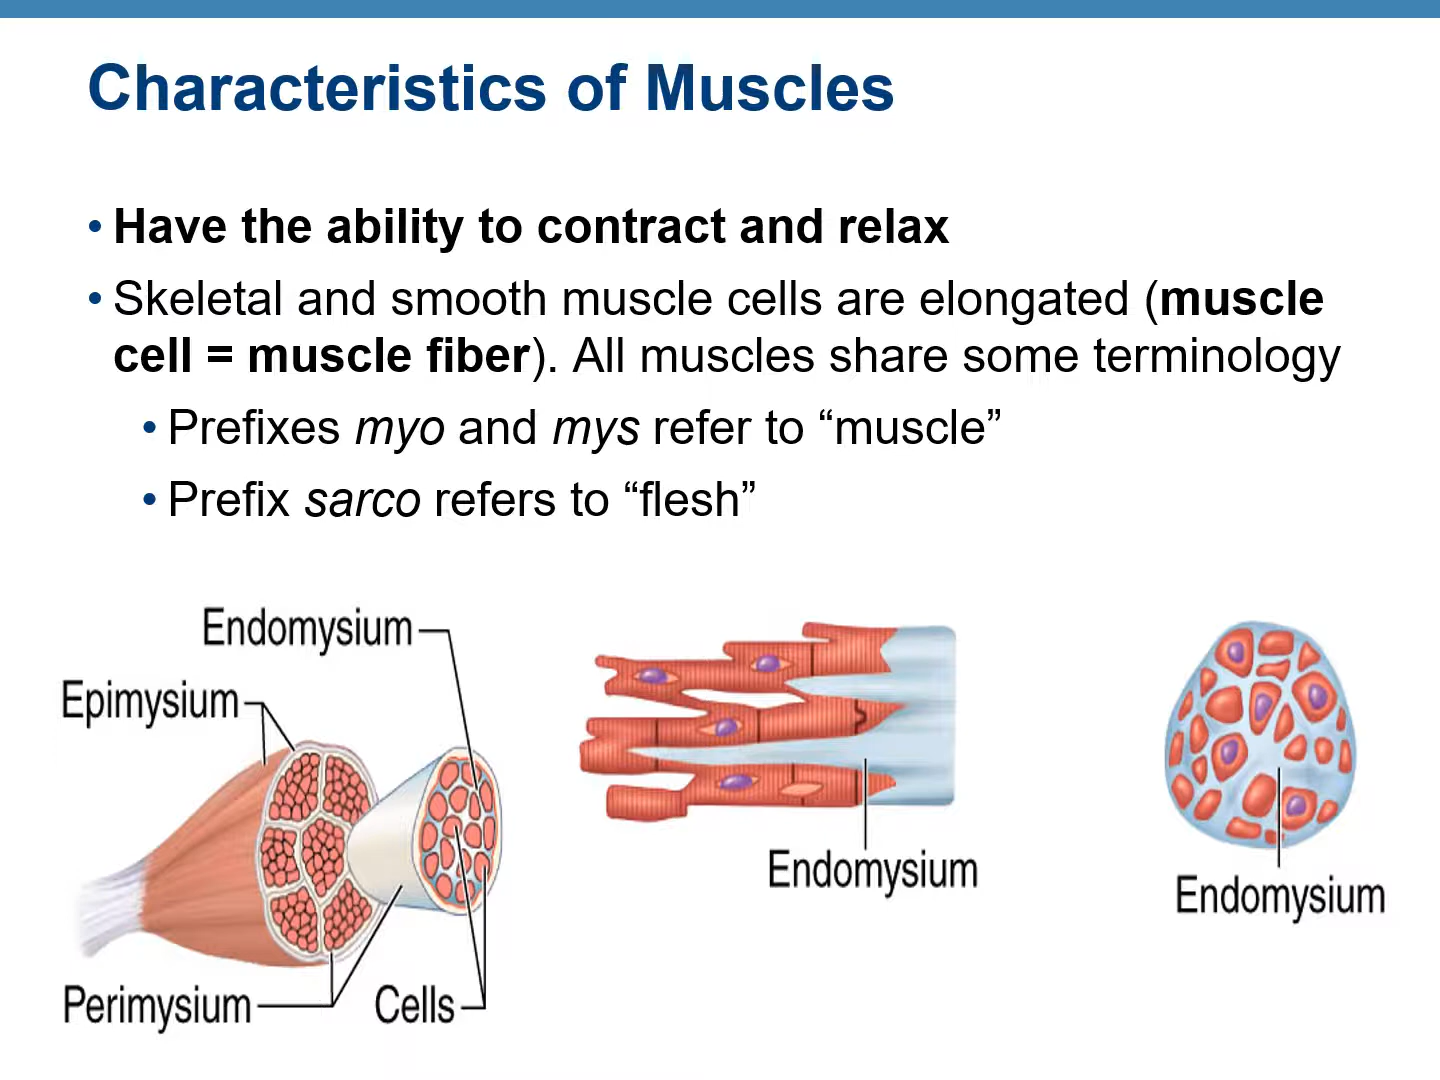 Characteristics of Muscles
• Have the ability to contract and relax
• Skeletal and smooth muscle cells are elongated (muscle
cell = muscle fiber). All muscles share some terminology
• Prefixes myo and mys refer to “muscle”
• Prefix sarco refers to “flesh”
Endomysium
Epimysium
Perimysium
Cells
Endomysium
Endomysium